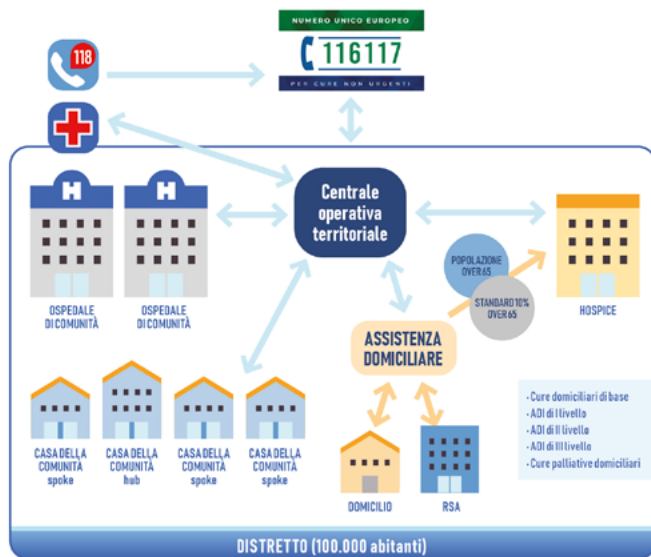 NUMERO UNICO EUROPEO
118
116117
PER CURE NON URGENTI
H
H
Centrale
operativa
territoriale
OSPEDALE
DI COMUNITÀ
OSPEDALE
DI COMUNITÀ
POPOLAZIONE
OVER 65
STANDARD 10%
OVER 65
HOSPICE
ASSISTENZA
DOMICILIARE
CASA DELLA
COMUNITÀ
spoke
CASA DELLA
COMUNITÀ
hub
CASA DELLA
COMUNITÀ
spoke
CASA DELLA
COMUNITÀ
spoke
DOMICILIO
RSA
· Cure domiciliari di base
· ADI di I livello
· ADI di II livello
· ADI di III livello
· Cure palliative domiciliari
DISTRETTO (100.000 abitanti)